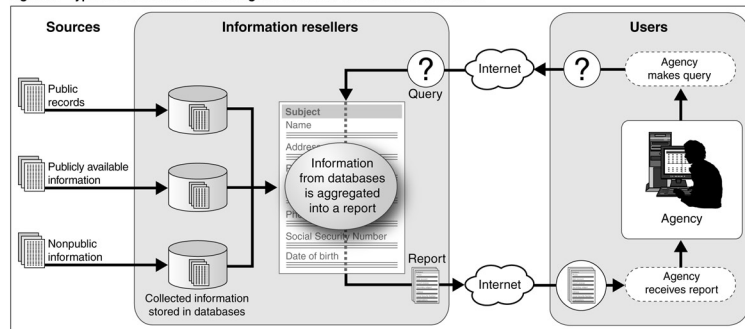 Sources
Information resellers
Users
Public
records
Publicly available
information
Nonpublic
information
Collected information
stored in databases
Subject
Name
Information
from databases
is aggregated
into a report
Social Security Number
Date of birth
?
Query
Internet
?
Agency
makes query
Agency
Report
Internet
Agency
receives report